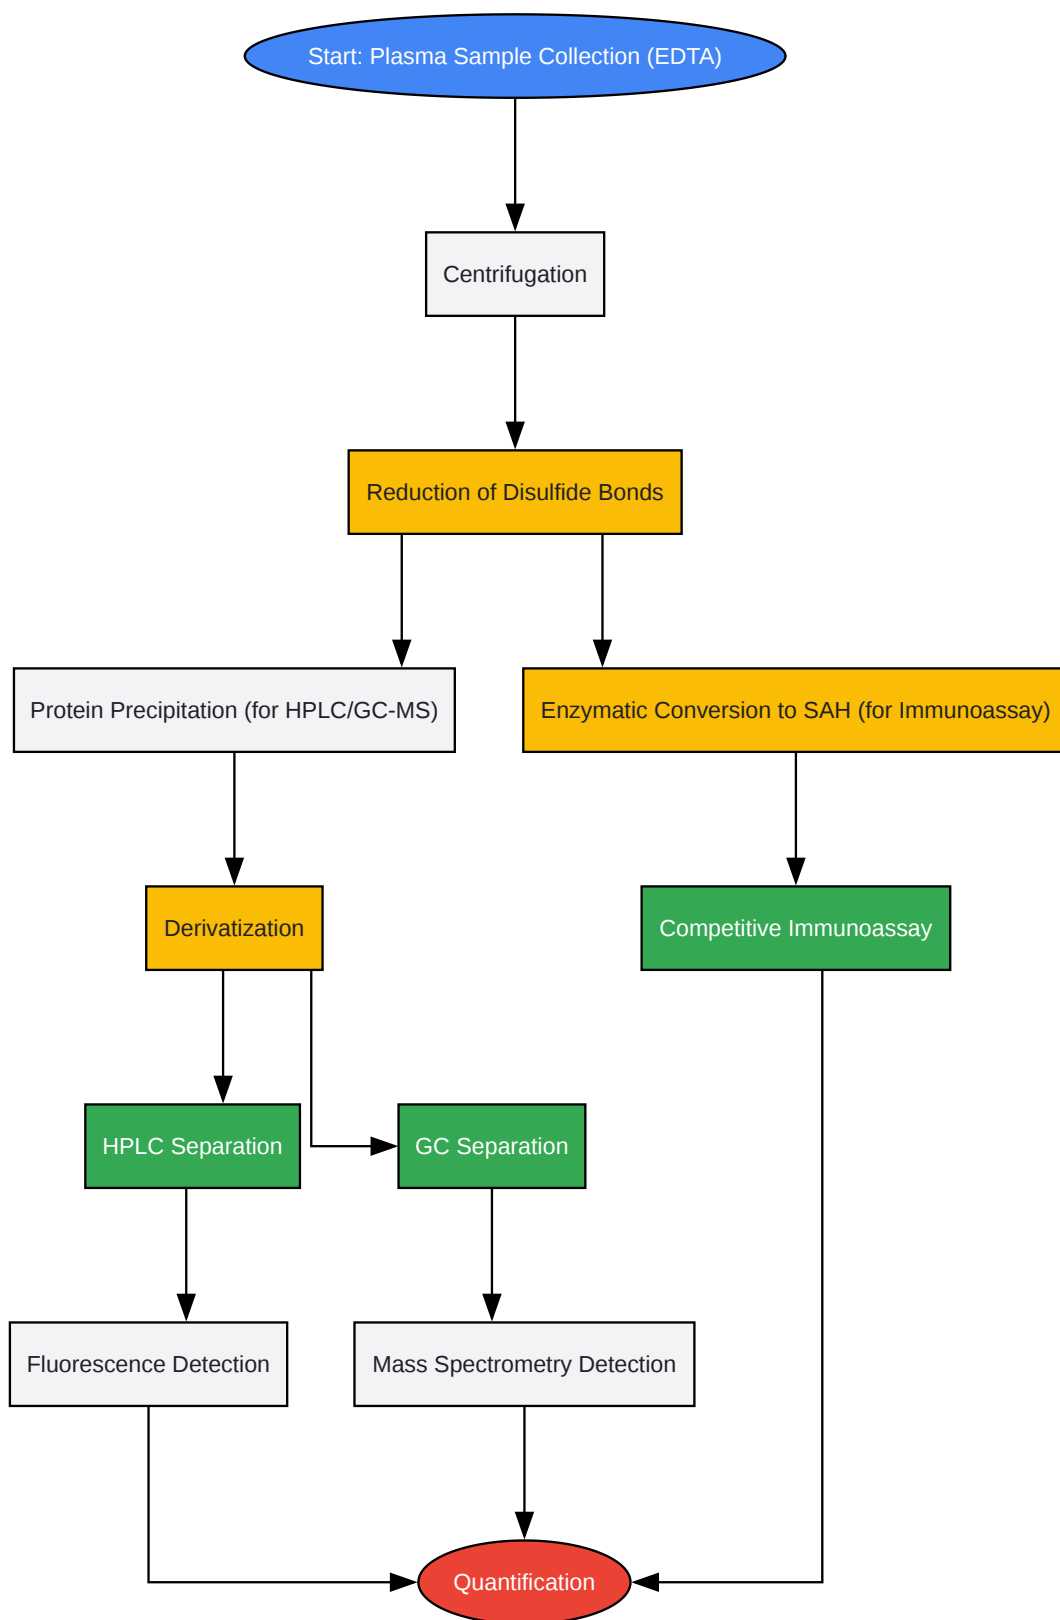 Start: Plasma Sample Collection (EDTA)
Centrifugation
Reduction of Disulfide Bonds
Protein Precipitation (for HPLC/GC-MS)
Enzymatic Conversion to SAH (for Immunoassay)
Derivatization
Competitive Immunoassay
HPLC Separation
GC Separation
Fluorescence Detection
Mass Spectrometry Detection
Quantification